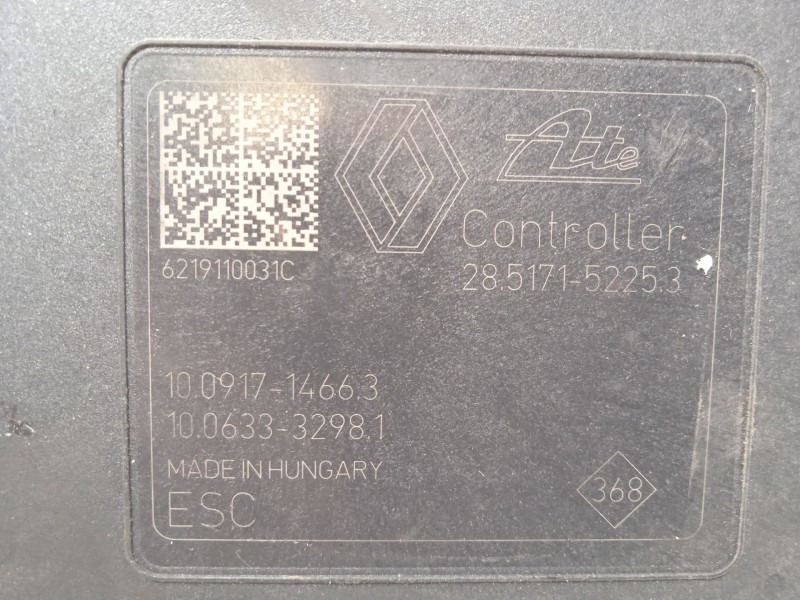 Ate
Controller
6219110031C
28.5171-5225.3
10.0917-1466.3
10.0633-3298.1
MADE IN HUNGARY
368
ESC